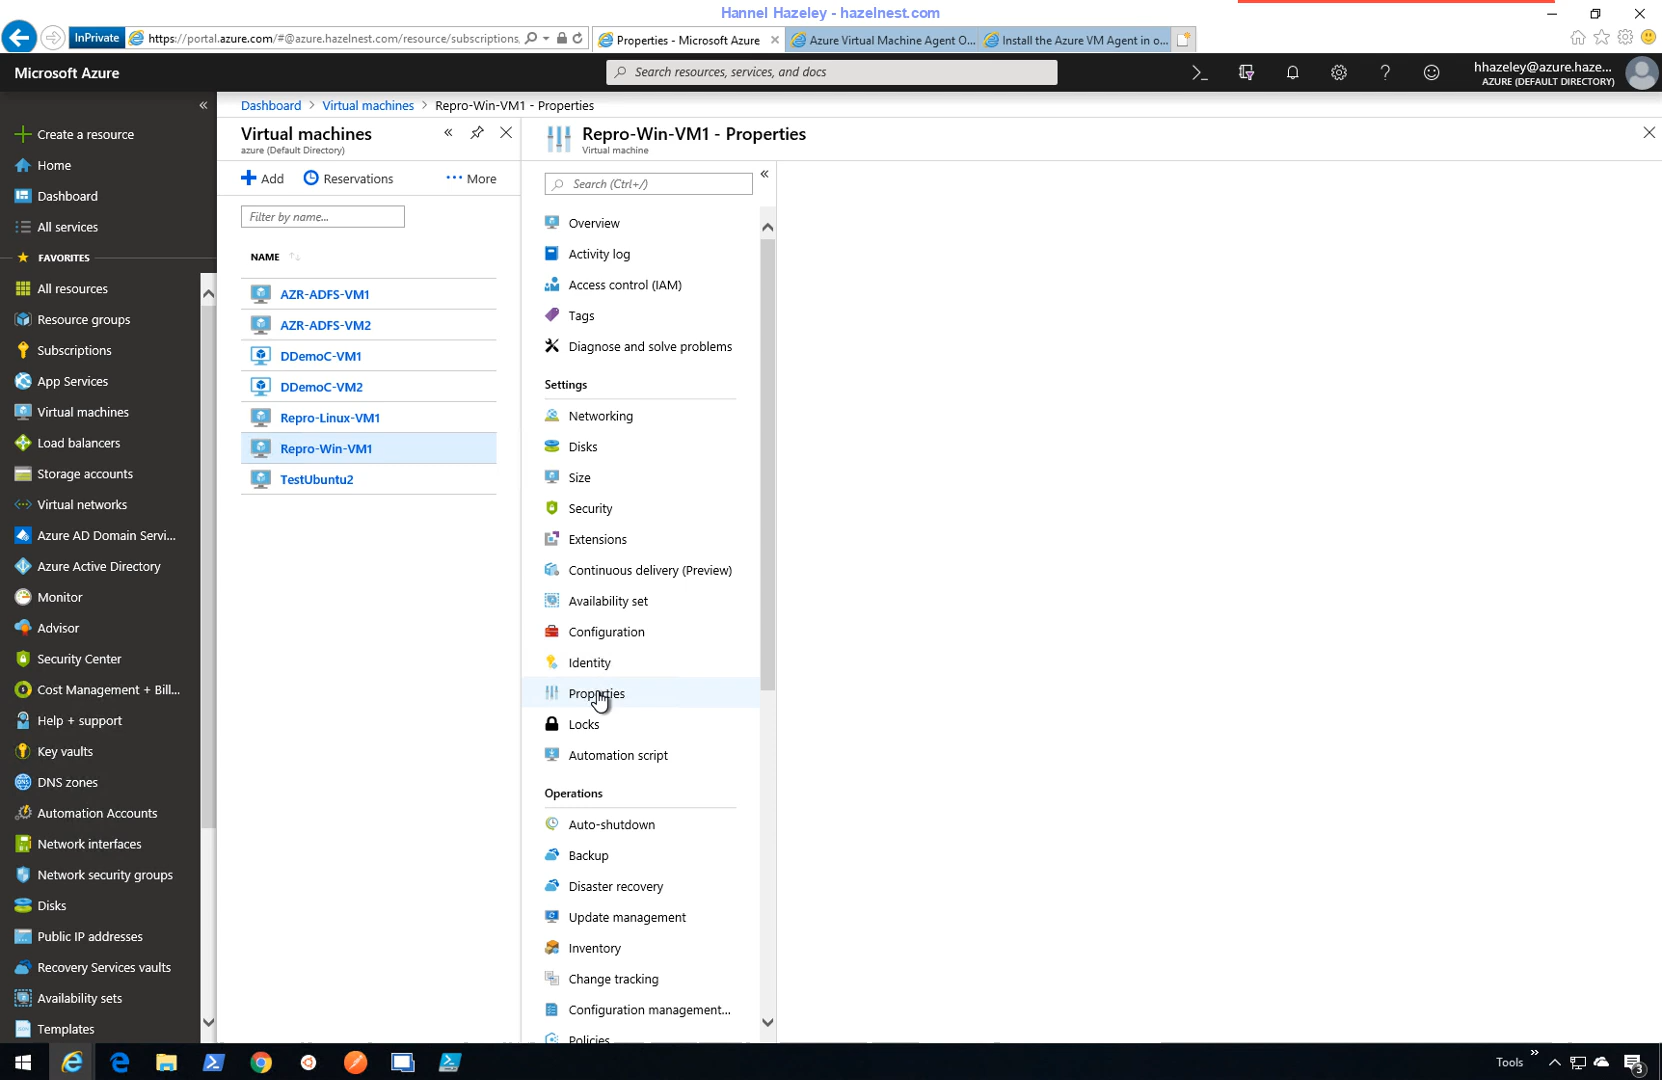 Hannel Hazeley - hazelnest.com
InPrivate
https://portal.azure.com/#@azure.hazelnest.com/resource/subscriptions,
Properties - Microsoft Azure
Azure Virtual Machine Agent O...
Install the Azure VM Agent in o...
Microsoft Azure
Search resources, services, and docs
hhazeley@azure.haze...
AZURE (DEFAULT DIRECTORY)
Create a resource
Home
Dashboard
All services
FAVORITES
All resources
Resource groups
Subscriptions
App Services
Virtual machines
Load balancers
Storage accounts
Virtual networks
Azure AD Domain Servi...
Azure Active Directory
Monitor
Advisor
Security Center
Cost Management + Bill...
Help + support
Key vaults
DNS zones
Automation Accounts
Network interfaces
Network security groups
Disks
Public IP addresses
Recovery Services vaults
Availability sets
Templates
Dashboard > Virtual machines > Repro-Win-VM1 - Properties
Virtual machines
azure (Default Directory)
Add
Reservations
More
Filter by name...
NAME
AZR-ADFS-VM1
AZR-ADFS-VM2
DDemoC-VM1
DDemoC-VM2
Repro-Linux-VM1
Repro-Win-VM1
TestUbuntu2
Repro-Win-VM1 - Properties
Virtual machine
Search (Ctrl+/)
Overview
Activity log
Access control (IAM)
Tags
Diagnose and solve problems
Settings
Networking
Disks
Size
Security
Extensions
Continuous delivery (Preview)
Availability set
Configuration
Identity
Properties
Locks
Automation script
Operations
Auto-shutdown
Backup
Disaster recovery
Update management
Inventory
Change tracking
Configuration management...
Policies
Tools
3